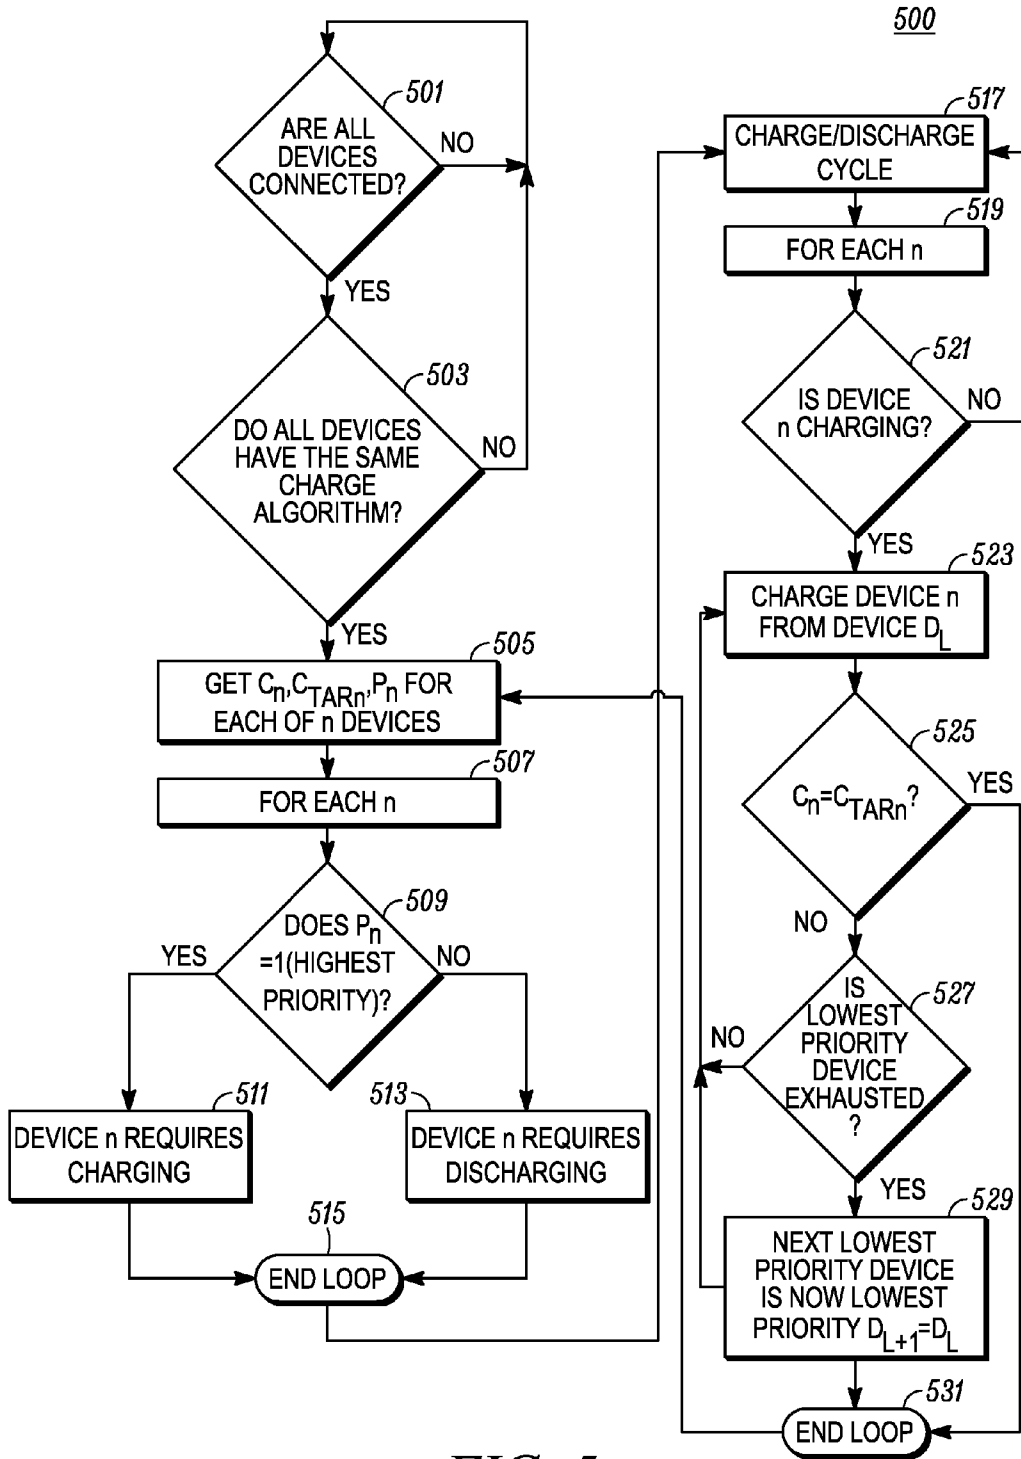 500
501
ARE ALL
DEVICES
CONNECTED?
NO
YES
503
DO ALL DEVICES
HAVE THE SAME
CHARGE
ALGORITHM?
NO
YES
505
GET Cn,CTARn,Pn FOR
EACH OF n DEVICES
507
FOR EACH n
509
DOES Pn
=1(HIGHEST
PRIORITY)?
YES
NO
511
DEVICE n REQUIRES
CHARGING
513
DEVICE n REQUIRES
DISCHARGING
515
END LOOP
517
CHARGE/DISCHARGE
CYCLE
519
FOR EACH n
521
IS DEVICE
n CHARGING?
NO
YES
523
CHARGE DEVICE n
FROM DEVICE DL
525
Cn=CTARn?
YES
NO
527
IS
LOWEST
PRIORITY
DEVICE
EXHAUSTED
?
NO
YES
529
NEXT LOWEST
PRIORITY DEVICE
IS NOW LOWEST
PRIORITY DL+1=DL
531
END LOOP